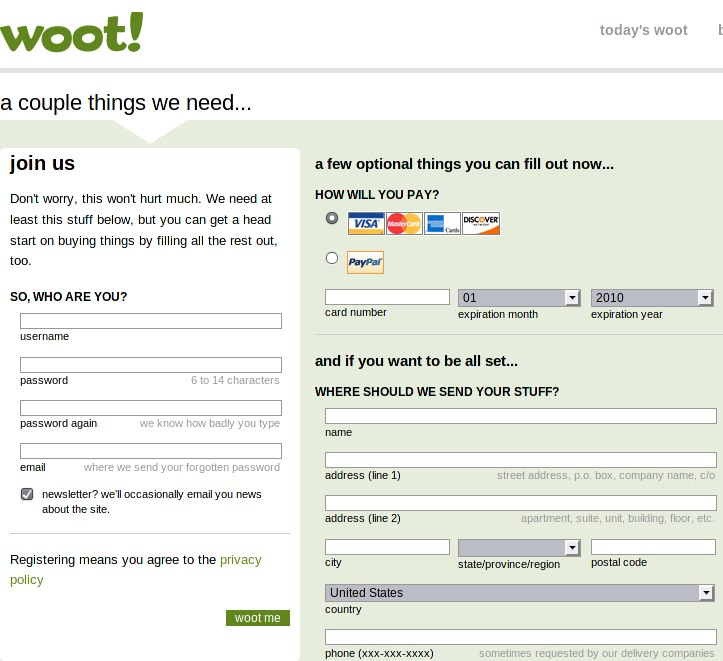 woot!
today's woot
a couple things we need...
join us
Don't worry, this won't hurt much. We need at
least this stuff below, but you can get a head
start on buying things by filling all the rest out,
too.
SO, WHO ARE YOU?
username
password 6 to 14 characters
password again we know how badly you type
email where we send your forgotten password
newsletter? we'll occasionally email you news
about the site.
Registering means you agree to the privacy
policy
woot me
a few optional things you can fill out now...
HOW WILL YOU PAY?
VISA MasterCard Cards DISCOVER
PayPal
01 2010
card number expiration month expiration year
and if you want to be all set...
WHERE SHOULD WE SEND YOUR STUFF?
name
address (line 1) street address, p.o. box, company name, c/o
address (line 2) apartment, suite, unit, building, floor, etc.
city state/province/region postal code
United States
country
phone (xxx-xxx-xxxx) sometimes requested by our delivery companies